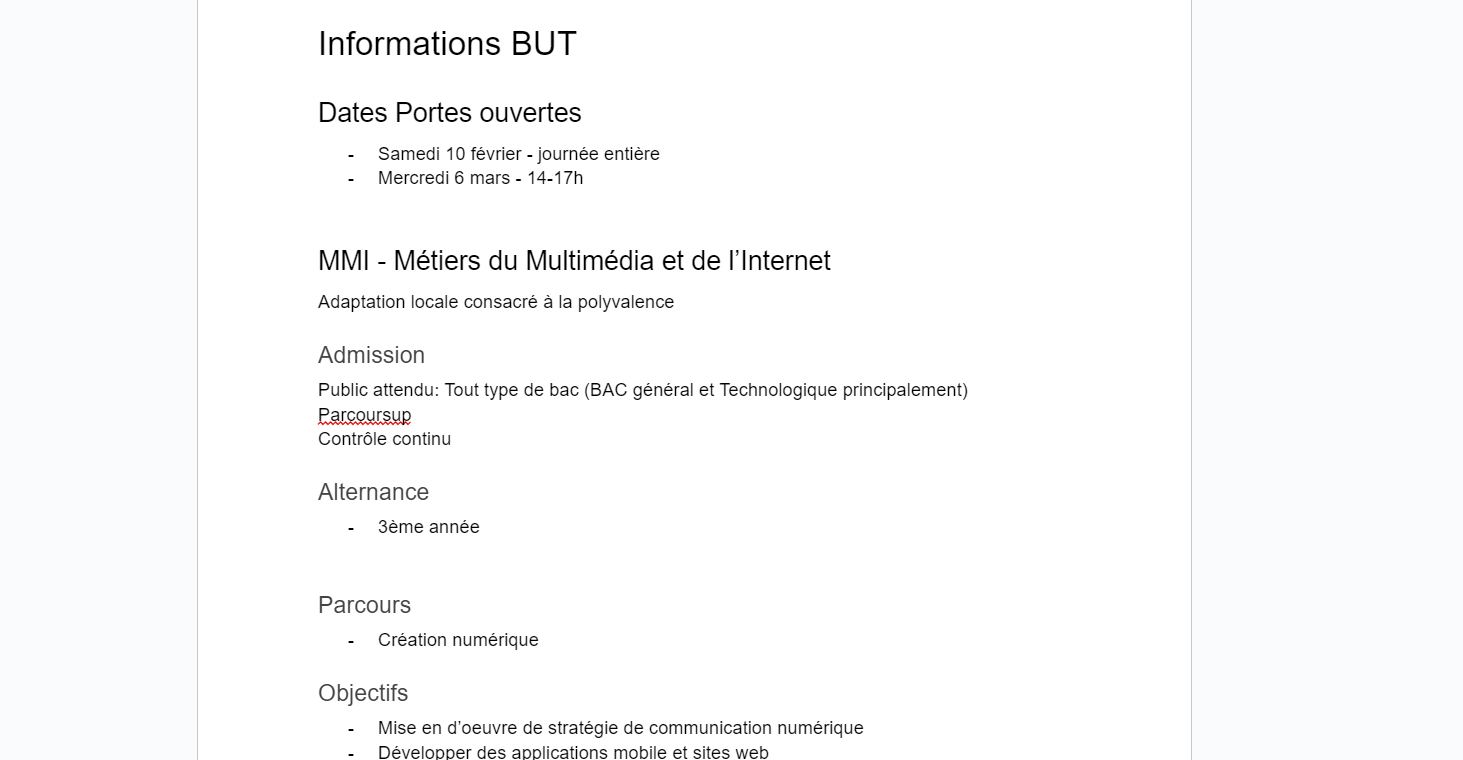 Informations BUT
Dates Portes ouvertes
- Samedi 10 février - journée entière
- Mercredi 6 mars - 14-17h
MMI - Métiers du Multimédia et de l’Internet
Adaptation locale consacré à la polyvalence
Admission
Public attendu: Tout type de bac (BAC général et Technologique principalement)
Parcoursup
Contrôle continu
Alternance
- 3ème année
Parcours
- Création numérique
Objectifs
- Mise en d’oeuvre de stratégie de communication numérique
- Développer des applications mobile et sites web